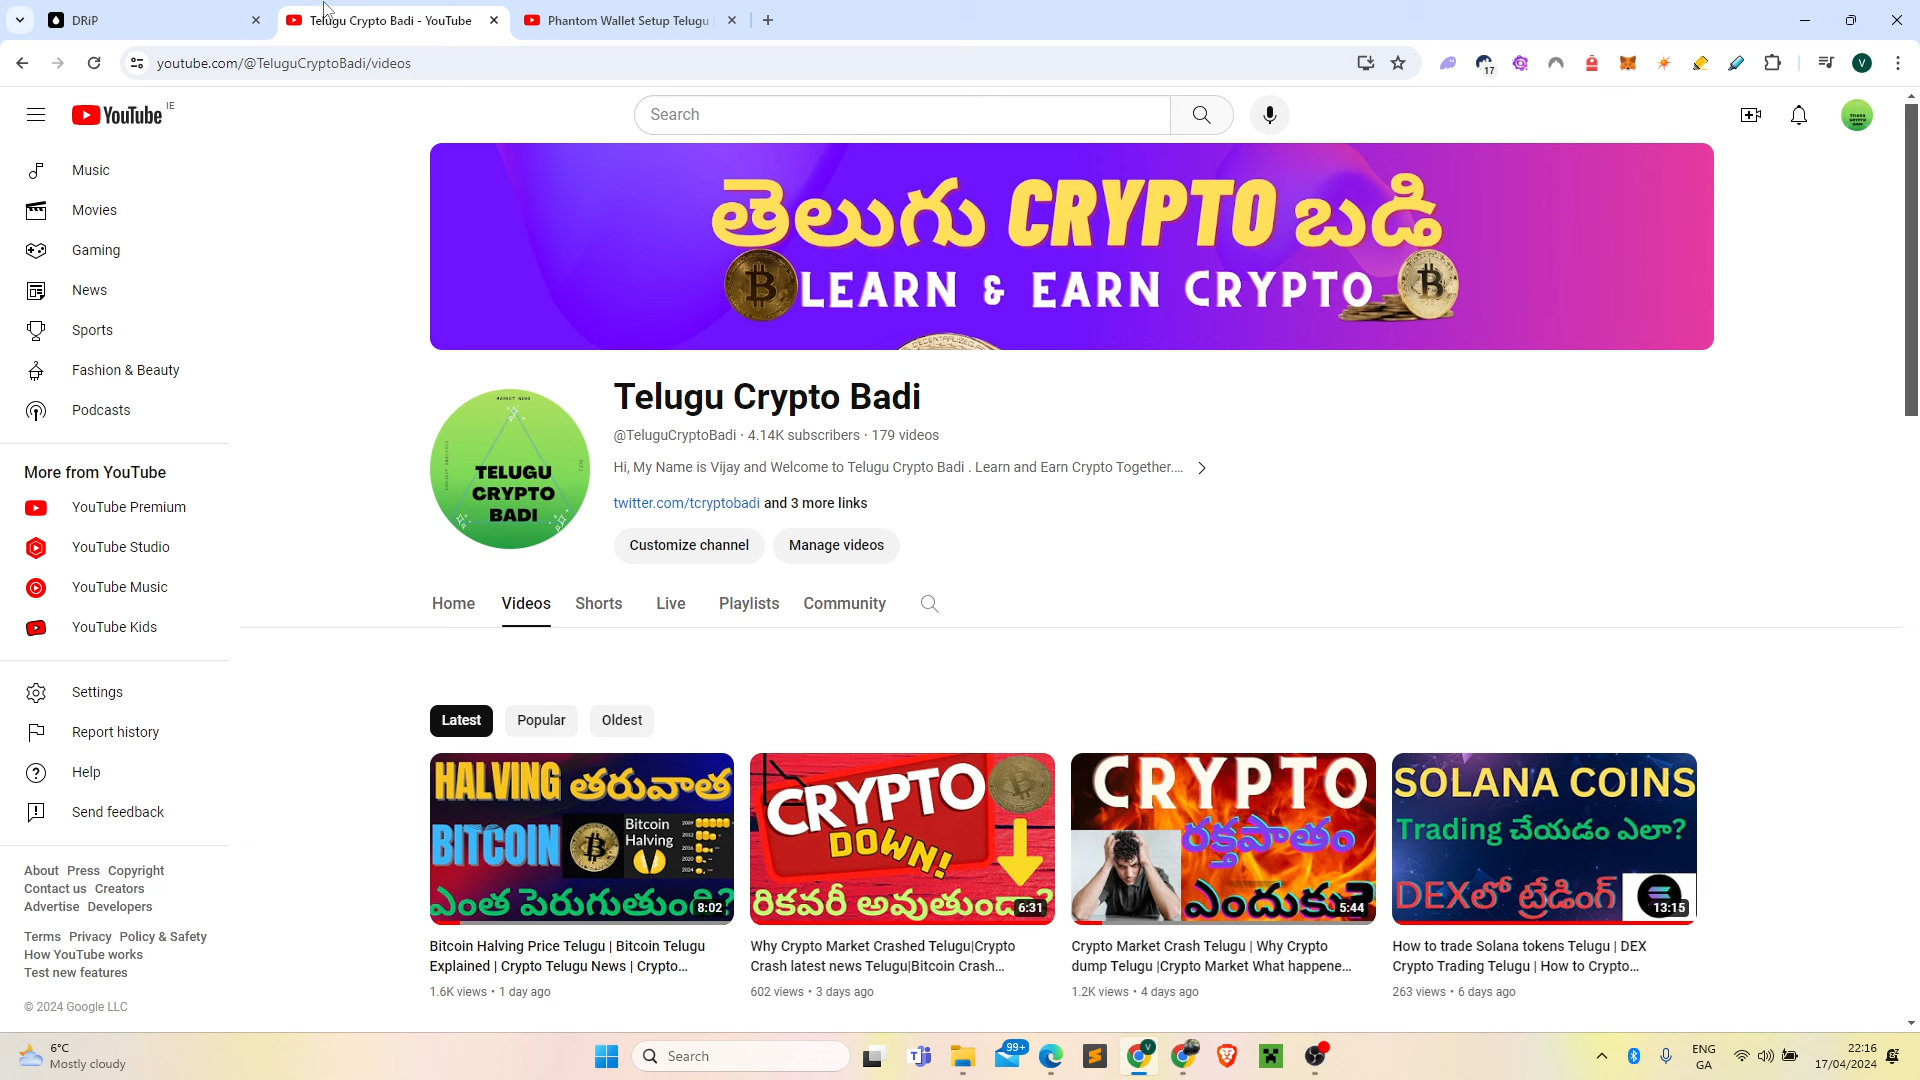 DRiP
Telugu Crypto Badi - YouTube
Phantom Wallet Setup Telugu
youtube.com/@TeluguCryptoBadi/videos
17
V
YouTube IE
Search
Music
Movies
Gaming
News
Sports
Fashion & Beauty
Podcasts
More from YouTube
YouTube Premium
YouTube Studio
YouTube Music
YouTube Kids
Settings
Report history
Help
Send feedback
About Press Copyright
Contact us Creators
Advertise Developers
Terms Privacy Policy & Safety
How YouTube works
Test new features
© 2024 Google LLC
తెలుగు CRYPTO బడి
LEARN & EARN CRYPTO
TELUGU
CRYPTO
BADI
Telugu Crypto Badi
@TeluguCryptoBadi · 4.14K subscribers · 179 videos
Hi, My Name is Vijay and Welcome to Telugu Crypto Badi . Learn and Earn Crypto Together....
twitter.com/tcryptobadi and 3 more links
Customize channel
Manage videos
Home Videos Shorts Live Playlists Community
Latest Popular Oldest
HALVING తరువాత
BITCOIN
Bitcoin
Halving
ఎంత పెరుగుతుంది?
8:02
Bitcoin Halving Price Telugu | Bitcoin Telugu
Explained | Crypto Telugu News | Crypto...
1.6K views · 1 day ago
CRYPTO
DOWN!
రికవరీ అవుతుందా?
6:31
Why Crypto Market Crashed Telugu|Crypto
Crash latest news Telugu|Bitcoin Crash...
602 views · 3 days ago
CRYPTO
రక్తపాతం
ఎందుకు?
5:44
Crypto Market Crash Telugu | Why Crypto
dump Telugu |Crypto Market What happene...
1.2K views · 4 days ago
SOLANA COINS
Trading చేయడం ఎలా?
DEXలో ట్రేడింగ్
13:15
How to trade Solana tokens Telugu | DEX
Crypto Trading Telugu | How to Crypto...
263 views · 6 days ago
6°C
Mostly cloudy
Search
99+
ENG
GA
22:16
17/04/2024